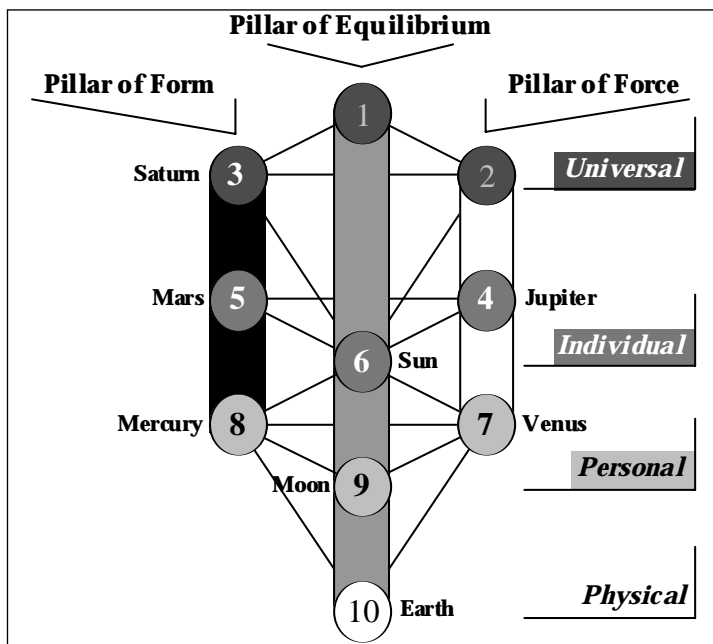 Pillar of Equilibrium
Pillar of Form
Pillar of Force
1
Saturn 3
2 Universal
Mars 5
4 Jupiter
6 Sun
Individual
Mercury 8
7 Venus
Personal
Moon 9
10 Earth
Physical